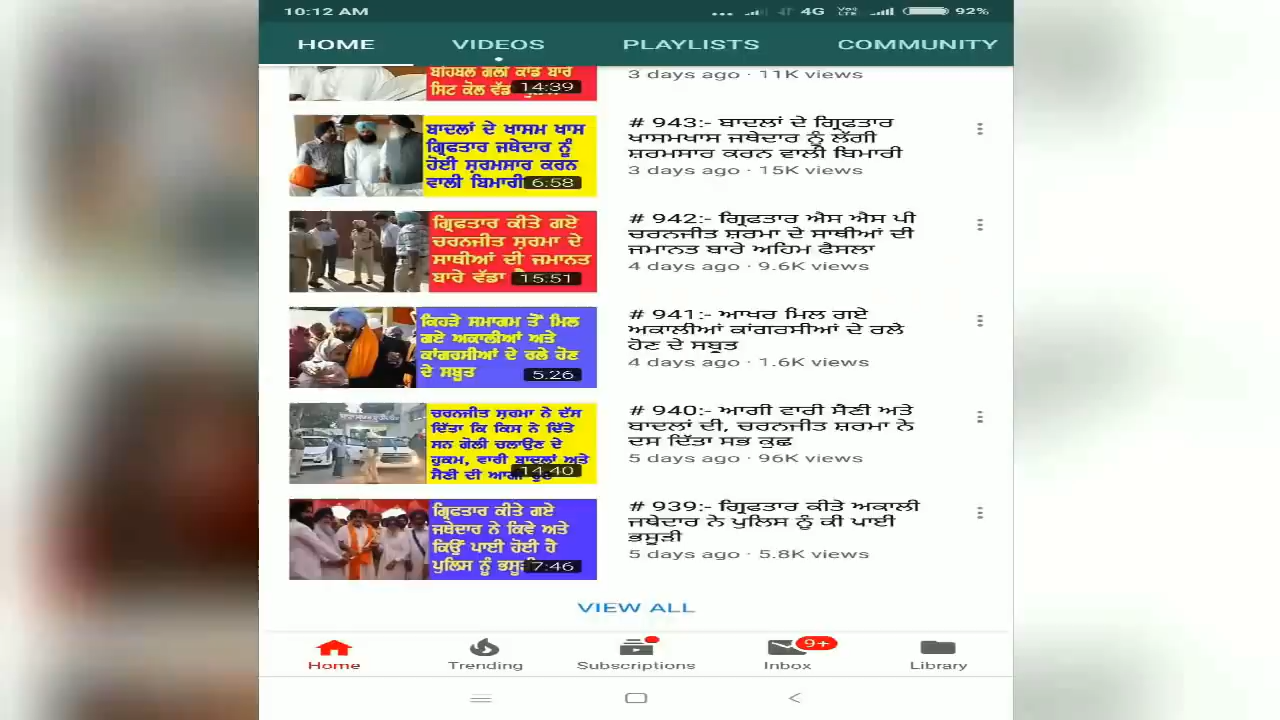 10:12 AM ... 4G VoLTE 92%
HOME VIDEOS PLAYLISTS COMMUNITY
ਬਹਿਬਲ ਗੋਲੀ ਕਾਂਡ ਬਾਰੇ
ਸਿਟ ਕੋਲ ਵੱਡ
14:39
3 days ago · 11K views
ਬਾਦਲਾਂ ਦੇ ਖਾਸਮ ਖਾਸ
ਗ੍ਰਿਫਤਾਰ ਜਥੇਦਾਰ ਨੂੰ
ਹੋਈ ਸ਼ਰਮਸਾਰ ਕਰਨ
ਵਾਲੀ ਬਿਮਾਰੀ
6:58
# 943:- ਬਾਦਲਾਂ ਦੇ ਗ੍ਰਿਫਤਾਰ
ਖਾਸਮਖਾਸ ਜਥੇਦਾਰ ਨੂੰ ਲੱਗੀ
ਸ਼ਰਮਸਾਰ ਕਰਨ ਵਾਲੀ ਬਿਮਾਰੀ
3 days ago · 15K views
ਗ੍ਰਿਫਤਾਰ ਕੀਤੇ ਗਏ
ਚਰਨਜੀਤ ਸ਼ਰਮਾ ਦੇ
ਸਾਥੀਆਂ ਦੀ ਜਮਾਨਤ
ਬਾਰੇ ਵੱਡਾ
15:51
# 942:- ਗ੍ਰਿਫਤਾਰ ਐਸ ਐਸ ਪੀ
ਚਰਨਜੀਤ ਸ਼ਰਮਾ ਦੇ ਸਾਥੀਆਂ ਦੀ
ਜਮਾਨਤ ਬਾਰੇ ਅਹਿਮ ਫੈਸਲਾ
4 days ago · 9.6K views
ਕਿਹੜੇ ਸਮਾਗਮ ਤੋਂ ਮਿਲ
ਗਏ ਅਕਾਲੀਆਂ ਅਤੇ
ਕਾਂਗਰਸੀਆਂ ਦੇ ਰਲੇ ਹੋਣ
ਦੇ ਸਬੂਤ
5:26
# 941:- ਆਖਰ ਮਿਲ ਗਏ
ਅਕਾਲੀਆਂ ਕਾਂਗਰਸੀਆਂ ਦੇ ਰਲੇ
ਹੋਣ ਦੇ ਸਬੂਤ
4 days ago · 1.6K views
ਚਰਨਜੀਤ ਸ਼ਰਮਾ ਨੇ ਦੱਸ
ਦਿੱਤਾ ਕਿ ਕਿਸ ਨੇ ਦਿੱਤੇ
ਸਨ ਗੋਲੀ ਚਲਾਉਣ ਦੇ
ਹੁਕਮ, ਵਾਰੀ ਬਾਦਲਾਂ ਅਤੇ
ਸੈਣੀ ਦੀ
14:40
# 940:- ਆਗੀ ਵਾਰੀ ਸੈਣੀ ਅਤੇ
ਬਾਦਲਾਂ ਦੀ, ਚਰਨਜੀਤ ਸ਼ਰਮਾ ਨੇ
ਦਸ ਦਿੱਤਾ ਸਭ ਕੁਛ
5 days ago · 96K views
ਗ੍ਰਿਫਤਾਰ ਕੀਤੇ ਗਏ
ਜਥੇਦਾਰ ਨੇ ਕਿਵੇ ਅਤੇ
ਕਿਉਂ ਪਾਈ ਹੋਈ ਹੈ
ਪੁਲਿਸ ਨੂੰ ਭਸੂ
7:46
# 939:- ਗ੍ਰਿਫਤਾਰ ਕੀਤੇ ਅਕਾਲੀ
ਜਥੇਦਾਰ ਨੇ ਪੁਲਿਸ ਨੂੰ ਕੀ ਪਾਈ
ਭਸੂੜੀ
5 days ago · 5.8K views
VIEW ALL
9+
Home Trending Subscriptions Inbox Library